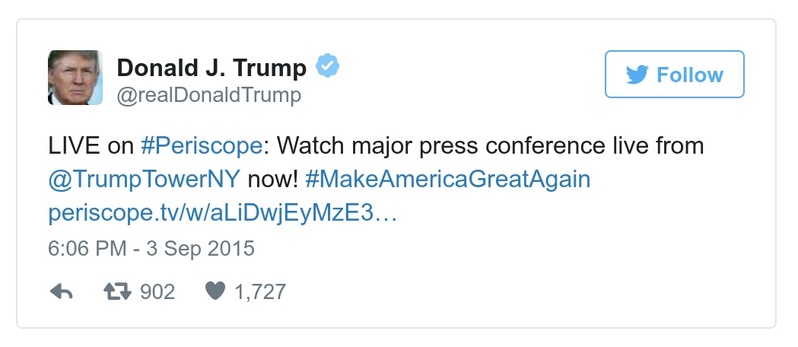 Donald J. Trump
@realDonaldTrump
Follow
LIVE on #Periscope: Watch major press conference live from
@TrumpTowerNY now! #MakeAmericaGreatAgain
periscope.tv/w/aLiDwjEyMzE3…
6:06 PM - 3 Sep 2015
902 1,727